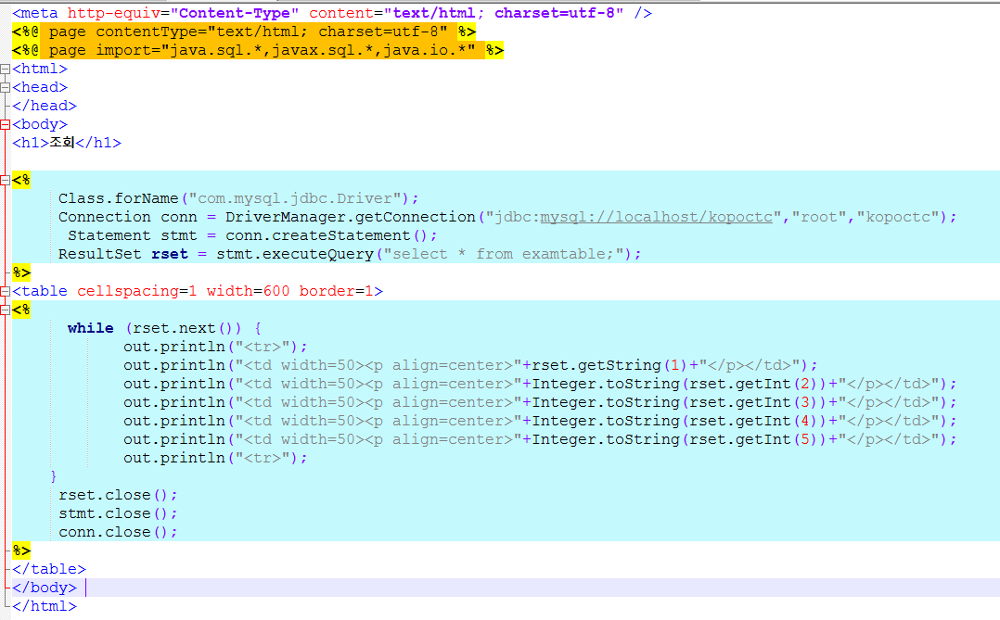 <meta http-equiv="Content-Type" content="text/html; charset=utf-8" />
<%@ page contentType="text/html; charset=utf-8" %>
<%@ page import="java.sql.*,javax.sql.*,java.io.*" %>
<html>
<head>
</head>
<body>
<h1>조회</h1>
<%
Class.forName("com.mysql.jdbc.Driver");
Connection conn = DriverManager.getConnection("jdbc:mysql://localhost/kopoctc","root","kopoctc");
Statement stmt = conn.createStatement();
ResultSet rset = stmt.executeQuery("select * from examtable;");
%>
<table cellspacing=1 width=600 border=1>
<%
while (rset.next()) {
out.println("<tr>");
out.println("<td width=50><p align=center>"+rset.getString(1)+"</p></td>");
out.println("<td width=50><p align=center>"+Integer.toString(rset.getInt(2))+"</p></td>");
out.println("<td width=50><p align=center>"+Integer.toString(rset.getInt(3))+"</p></td>");
out.println("<td width=50><p align=center>"+Integer.toString(rset.getInt(4))+"</p></td>");
out.println("<td width=50><p align=center>"+Integer.toString(rset.getInt(5))+"</p></td>");
out.println("<tr>");
}
rset.close();
stmt.close();
conn.close();
%>
</table>
</body>
</html>